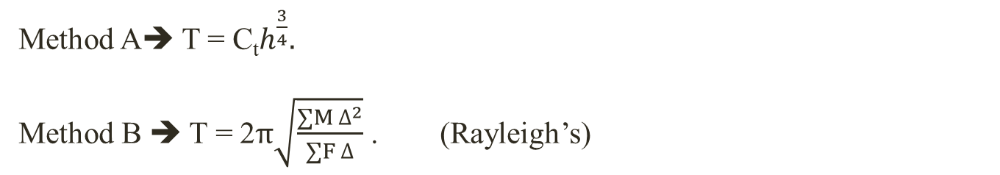 Method A➔ T = Cₜh^(3/4).
Method B ➔ T = 2π√(∑M Δ²/∑F Δ) . (Rayleigh’s)